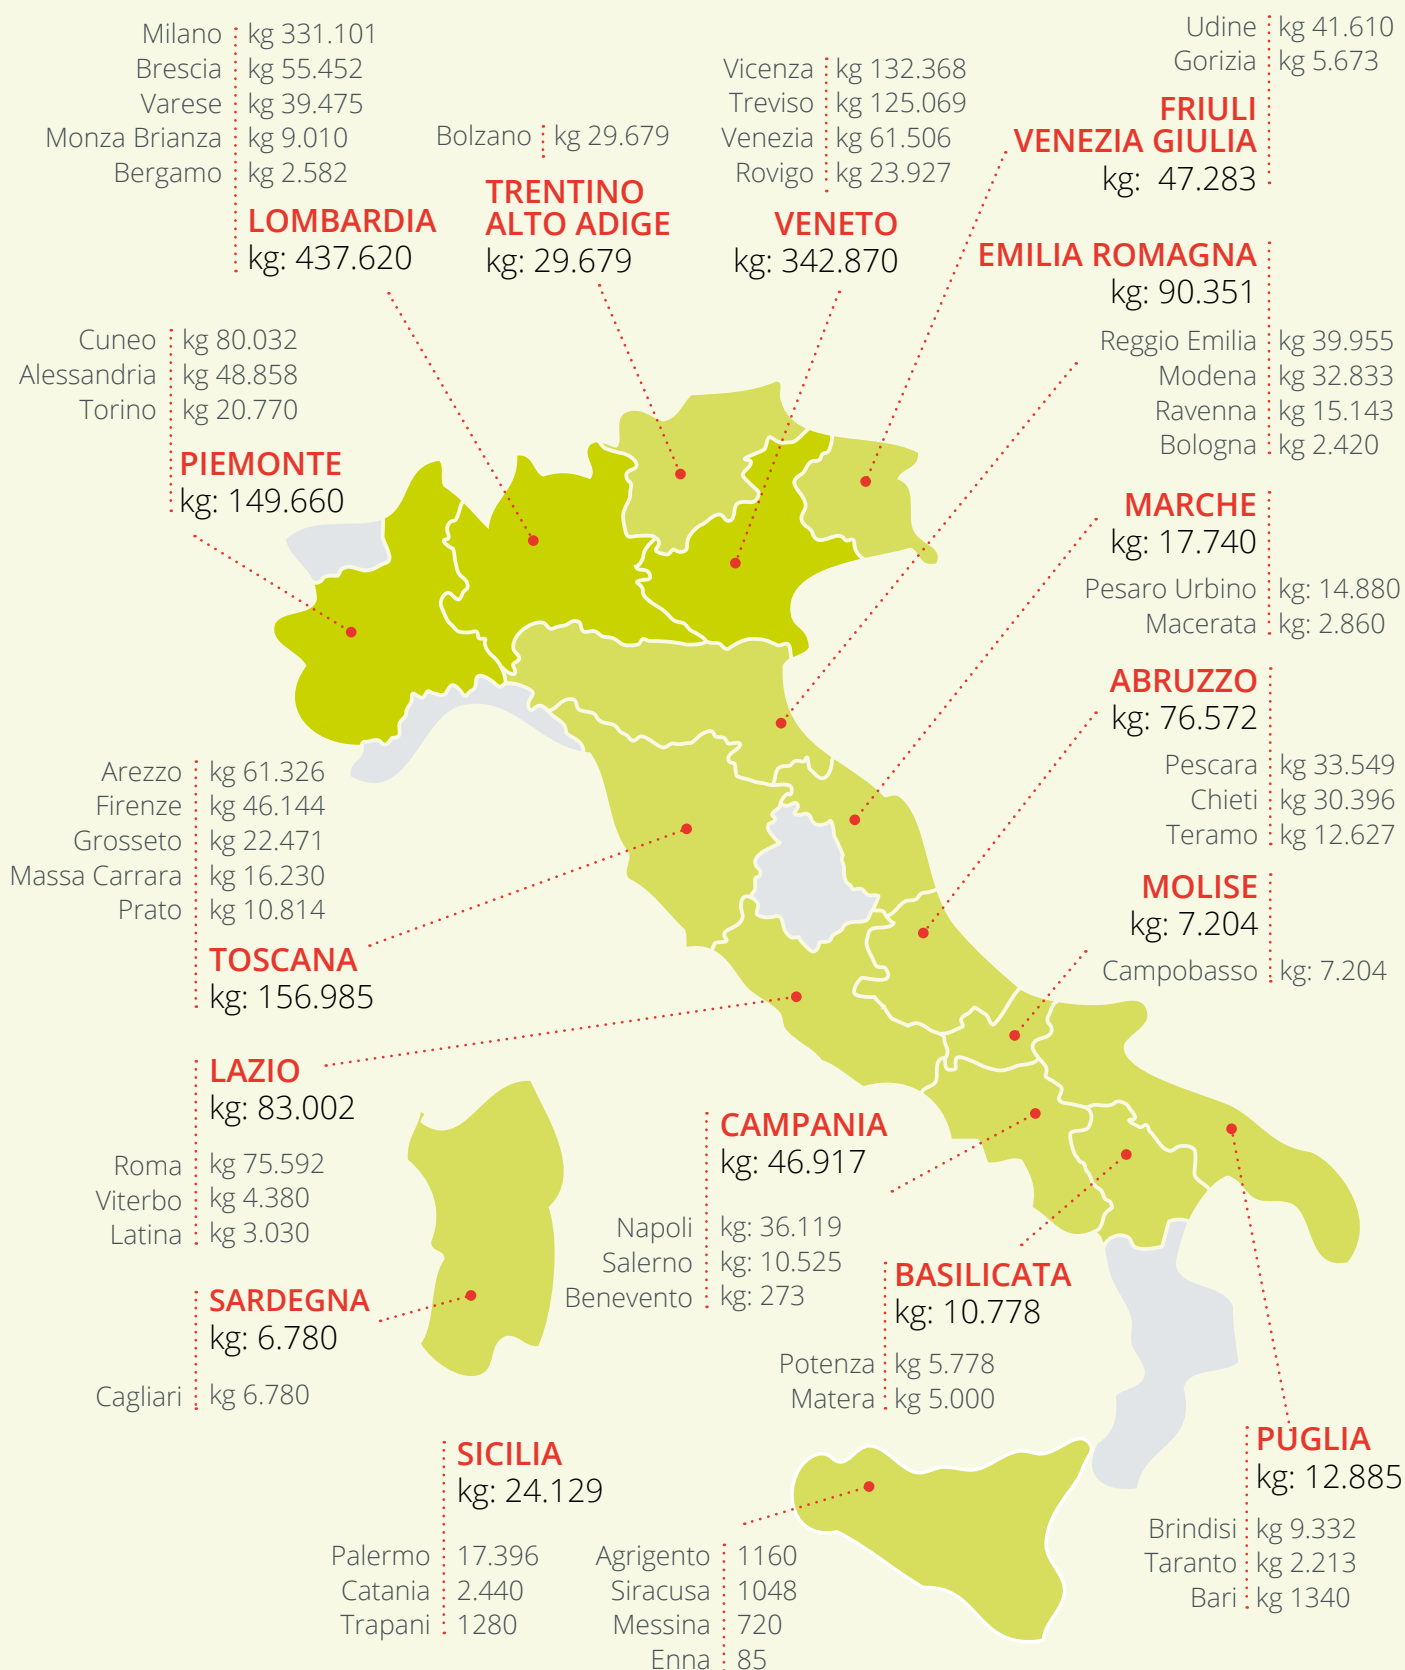 Milano kg 331.101
Brescia kg 55.452
Varese kg 39.475
Monza Brianza kg 9.010
Bergamo kg 2.582
LOMBARDIA
kg: 437.620
Bolzano kg 29.679
TRENTINO
ALTO ADIGE
kg: 29.679
Vicenza kg 132.368
Treviso kg 125.069
Venezia kg 61.506
Rovigo kg 23.927
VENETO
kg: 342.870
Udine kg 41.610
Gorizia kg 5.673
FRIULI
VENEZIA GIULIA
kg: 47.283
EMILIA ROMAGNA
kg: 90.351
Reggio Emilia kg 39.955
Modena kg 32.833
Ravenna kg 15.143
Bologna kg 2.420
Cuneo kg 80.032
Alessandria kg 48.858
Torino kg 20.770
PIEMONTE
kg: 149.660
MARCHE
kg: 17.740
Pesaro Urbino kg: 14.880
Macerata kg: 2.860
ABRUZZO
kg: 76.572
Pescara kg 33.549
Chieti kg 30.396
Teramo kg 12.627
MOLISE
kg: 7.204
Campobasso kg: 7.204
Arezzo kg 61.326
Firenze kg 46.144
Grosseto kg 22.471
Massa Carrara kg 16.230
Prato kg 10.814
TOSCANA
kg: 156.985
LAZIO
kg: 83.002
Roma kg 75.592
Viterbo kg 4.380
Latina kg 3.030
SARDEGNA
kg: 6.780
Cagliari kg 6.780
CAMPANIA
kg: 46.917
Napoli kg: 36.119
Salerno kg: 10.525
Benevento kg: 273
BASILICATA
kg: 10.778
Potenza kg 5.778
Matera kg 5.000
SICILIA
kg: 24.129
Palermo 17.396
Catania 2.440
Trapani 1280
Agrigento 1160
Siracusa 1048
Messina 720
Enna 85
PUGLIA
kg: 12.885
Brindisi kg 9.332
Taranto kg 2.213
Bari kg 1340